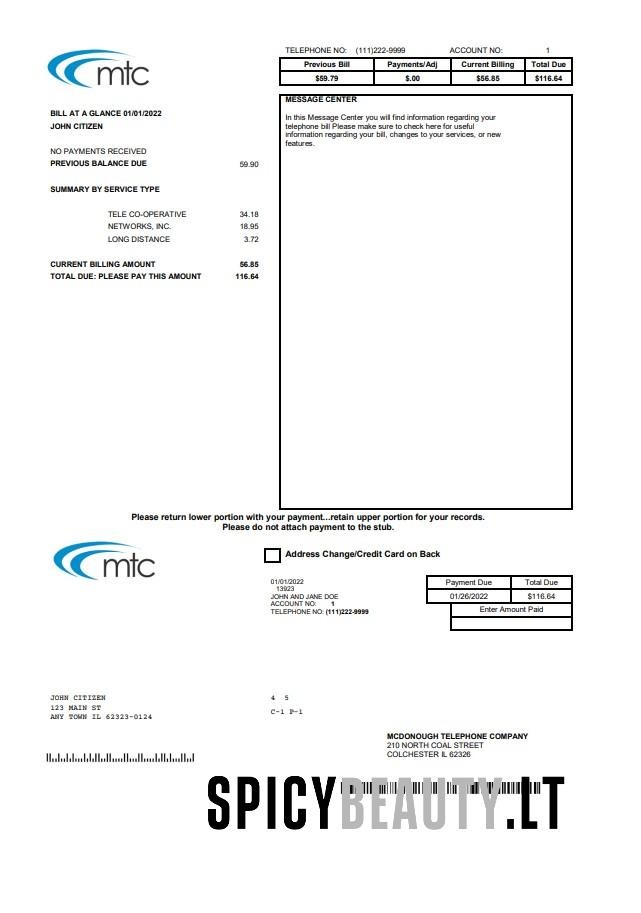 mtc
TELEPHONE NO: (111)222-9999 ACCOUNT NO: 1
Previous Bill Payments/Adj Current Billing Total Due
$59.79 $.00 $56.85 $116.64
BILL AT A GLANCE 01/01/2022
JOHN CITIZEN
NO PAYMENTS RECEIVED
PREVIOUS BALANCE DUE 59.90
SUMMARY BY SERVICE TYPE
TELE CO-OPERATIVE 34.18
NETWORKS, INC. 18.95
LONG DISTANCE 3.72
CURRENT BILLING AMOUNT 56.85
TOTAL DUE: PLEASE PAY THIS AMOUNT 116.64
MESSAGE CENTER
In this Message Center you will find information regarding your
telephone bill Please make sure to check here for useful
information regarding your bill, changes to your services, or new
features.
Please return lower portion with your payment...retain upper portion for your records.
Please do not attach payment to the stub.
mtc
Address Change/Credit Card on Back
01/01/2022
13923
JOHN AND JANE DOE
ACCOUNT NO: 1
TELEPHONE NO: (111)222-9999
Payment Due Total Due
01/26/2022 $116.64
Enter Amount Paid
JOHN CITIZEN
123 MAIN ST
ANY TOWN IL 62323-0124
4 5
C-1 P-1
MCDONOUGH TELEPHONE COMPANY
210 NORTH COAL STREET
COLCHESTER IL 62326
SPICYBEAUTY.LT